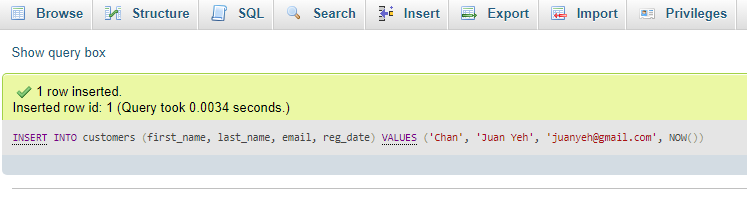 Browse Structure SQL Search Insert Export Import Privileges
Show query box
1 row inserted.
Inserted row id: 1 (Query took 0.0034 seconds.)
INSERT INTO customers (first_name, last_name, email, reg_date) VALUES ('Chan', 'Juan Yeh', 'juanyeh@gmail.com', NOW())